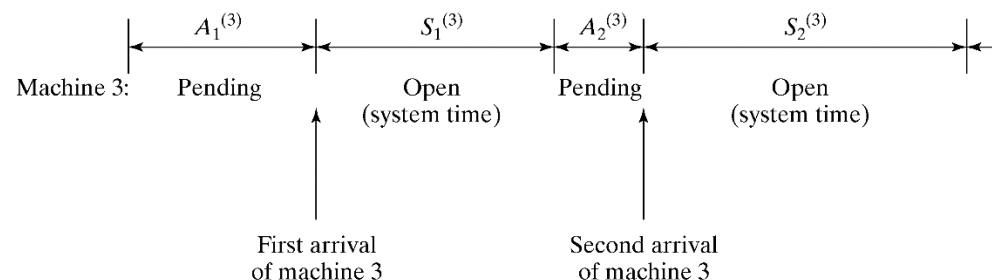 A₁⁽³⁾ S₁⁽³⁾ A₂⁽³⁾ S₂⁽³⁾
Machine 3: Pending Open Pending Open
(system time) (system time)
First arrival Second arrival
of machine 3 of machine 3